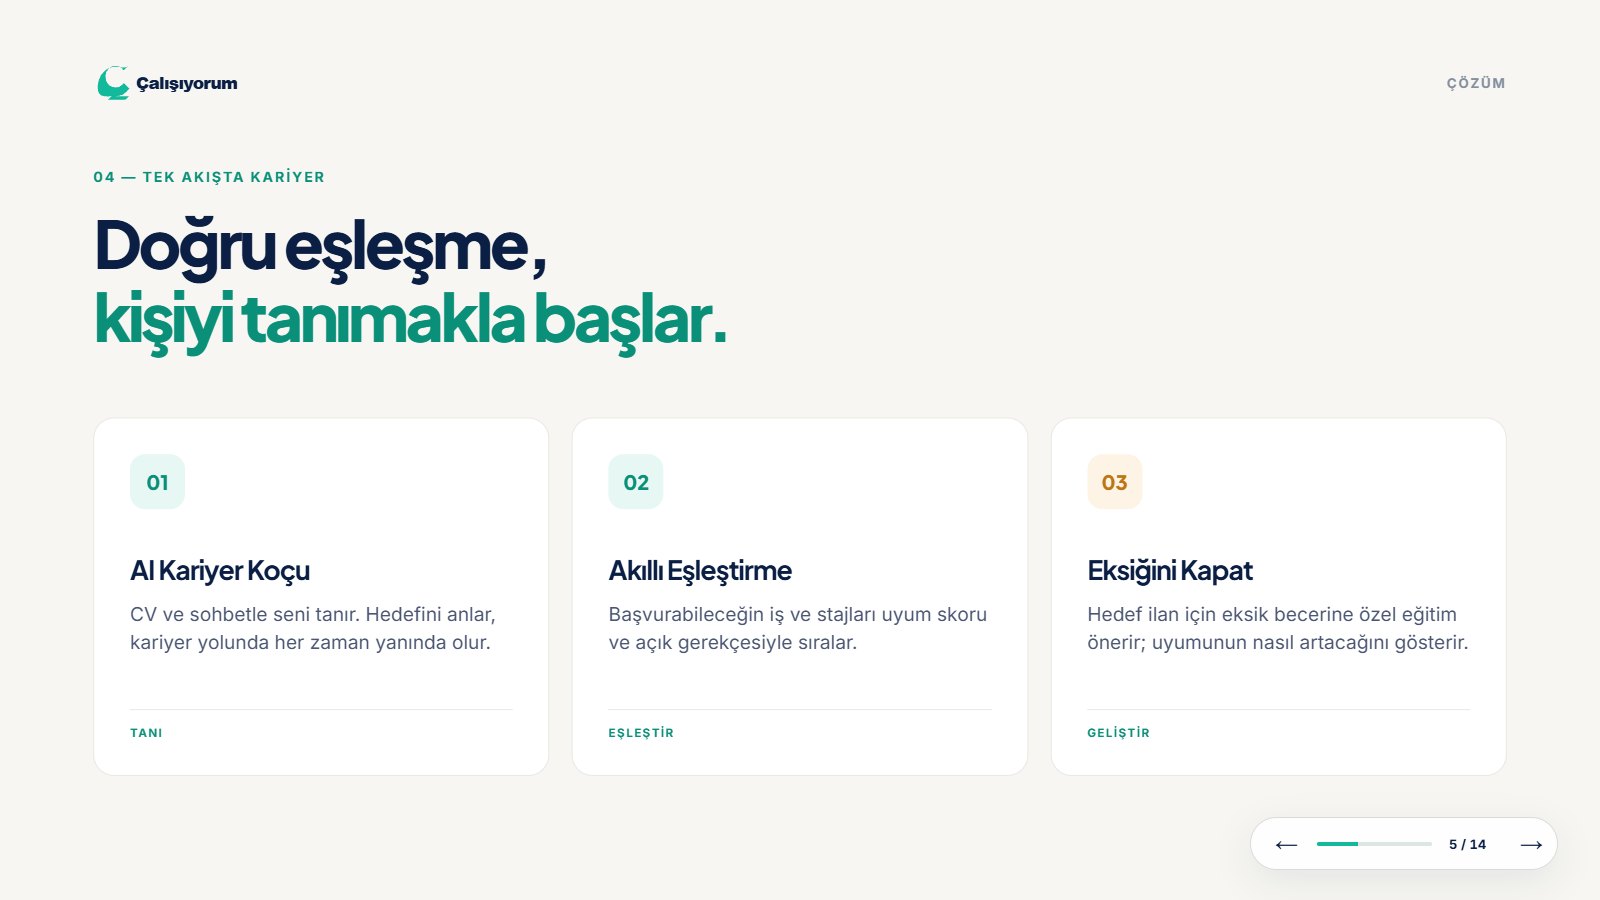 Çalışıyorum
ÇÖZÜM
04 — TEK AKIŞTA KARİYER
Doğru eşleşme,
kişiyi tanımakla başlar.
01
AI Kariyer Koçu
CV ve sohbetle seni tanır. Hedefini anlar,
kariyer yolunda her zaman yanında olur.
TANI
02
Akıllı Eşleştirme
Başvurabileceğin iş ve stajları uyum skoru
ve açık gerekçesiyle sıralar.
EŞLEŞTİR
03
Eksiğini Kapat
Hedef ilan için eksik becerine özel eğitim
önerir; uyumunun nasıl artacağını gösterir.
GELİŞTİR
← 5 / 14 →